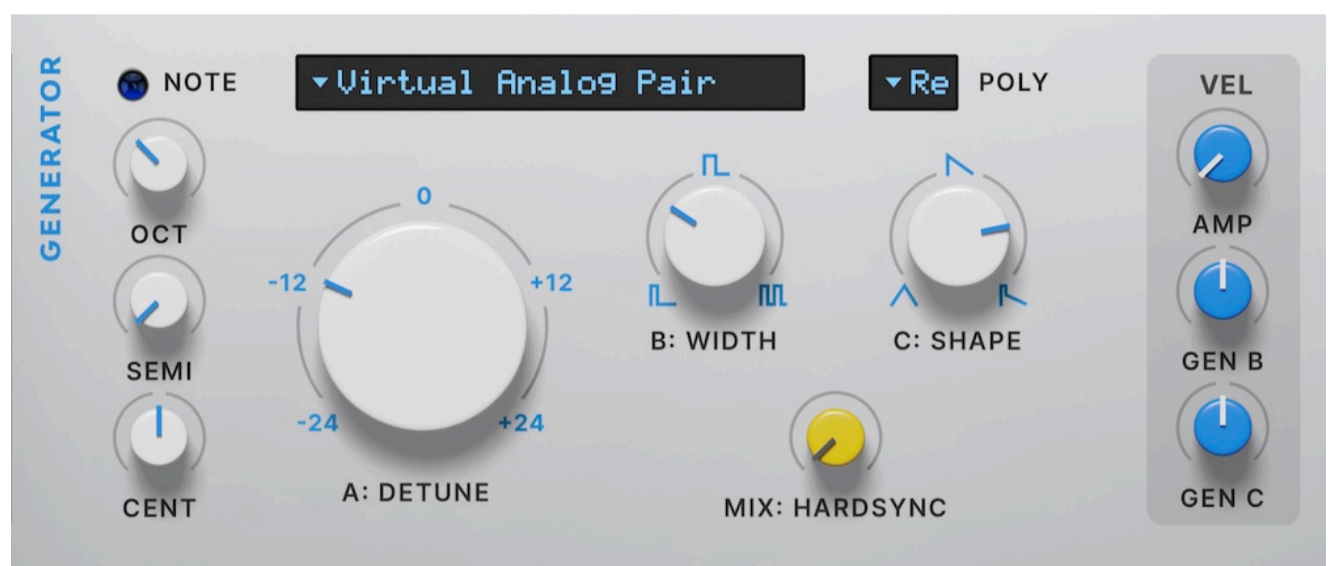 GENERATOR
NOTE
Virtual Analog Pair
Re
POLY
VEL
OCT
0
-12
+12
AMP
SEMI
B: WIDTH
C: SHAPE
GEN B
-24
+24
A: DETUNE
CENT
MIX: HARDSYNC
GEN C